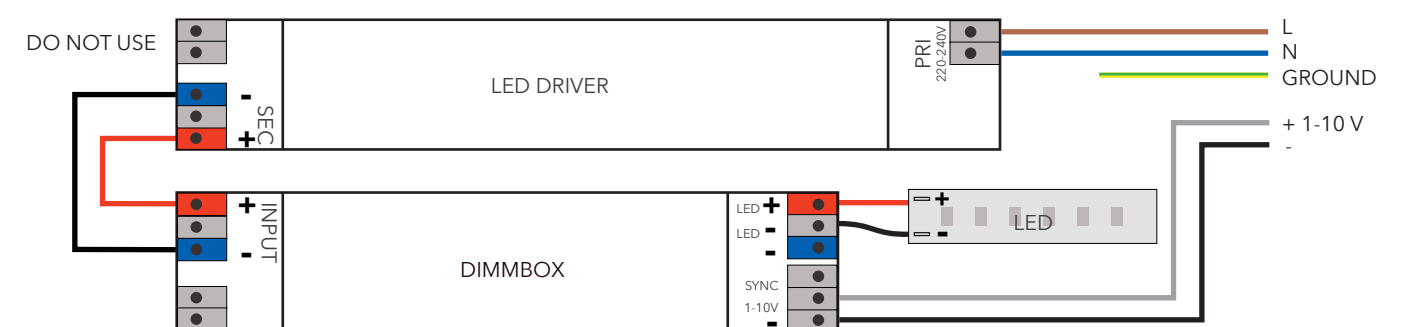 DO NOT USE
-
SEC
+
LED DRIVER
PRI
220-240V
L
N
GROUND
+ 1-10 V
-
+
INPUT
-
DIMMBOX
LED +
LED -
-
SYNC
1-10V
-
+
-
LED